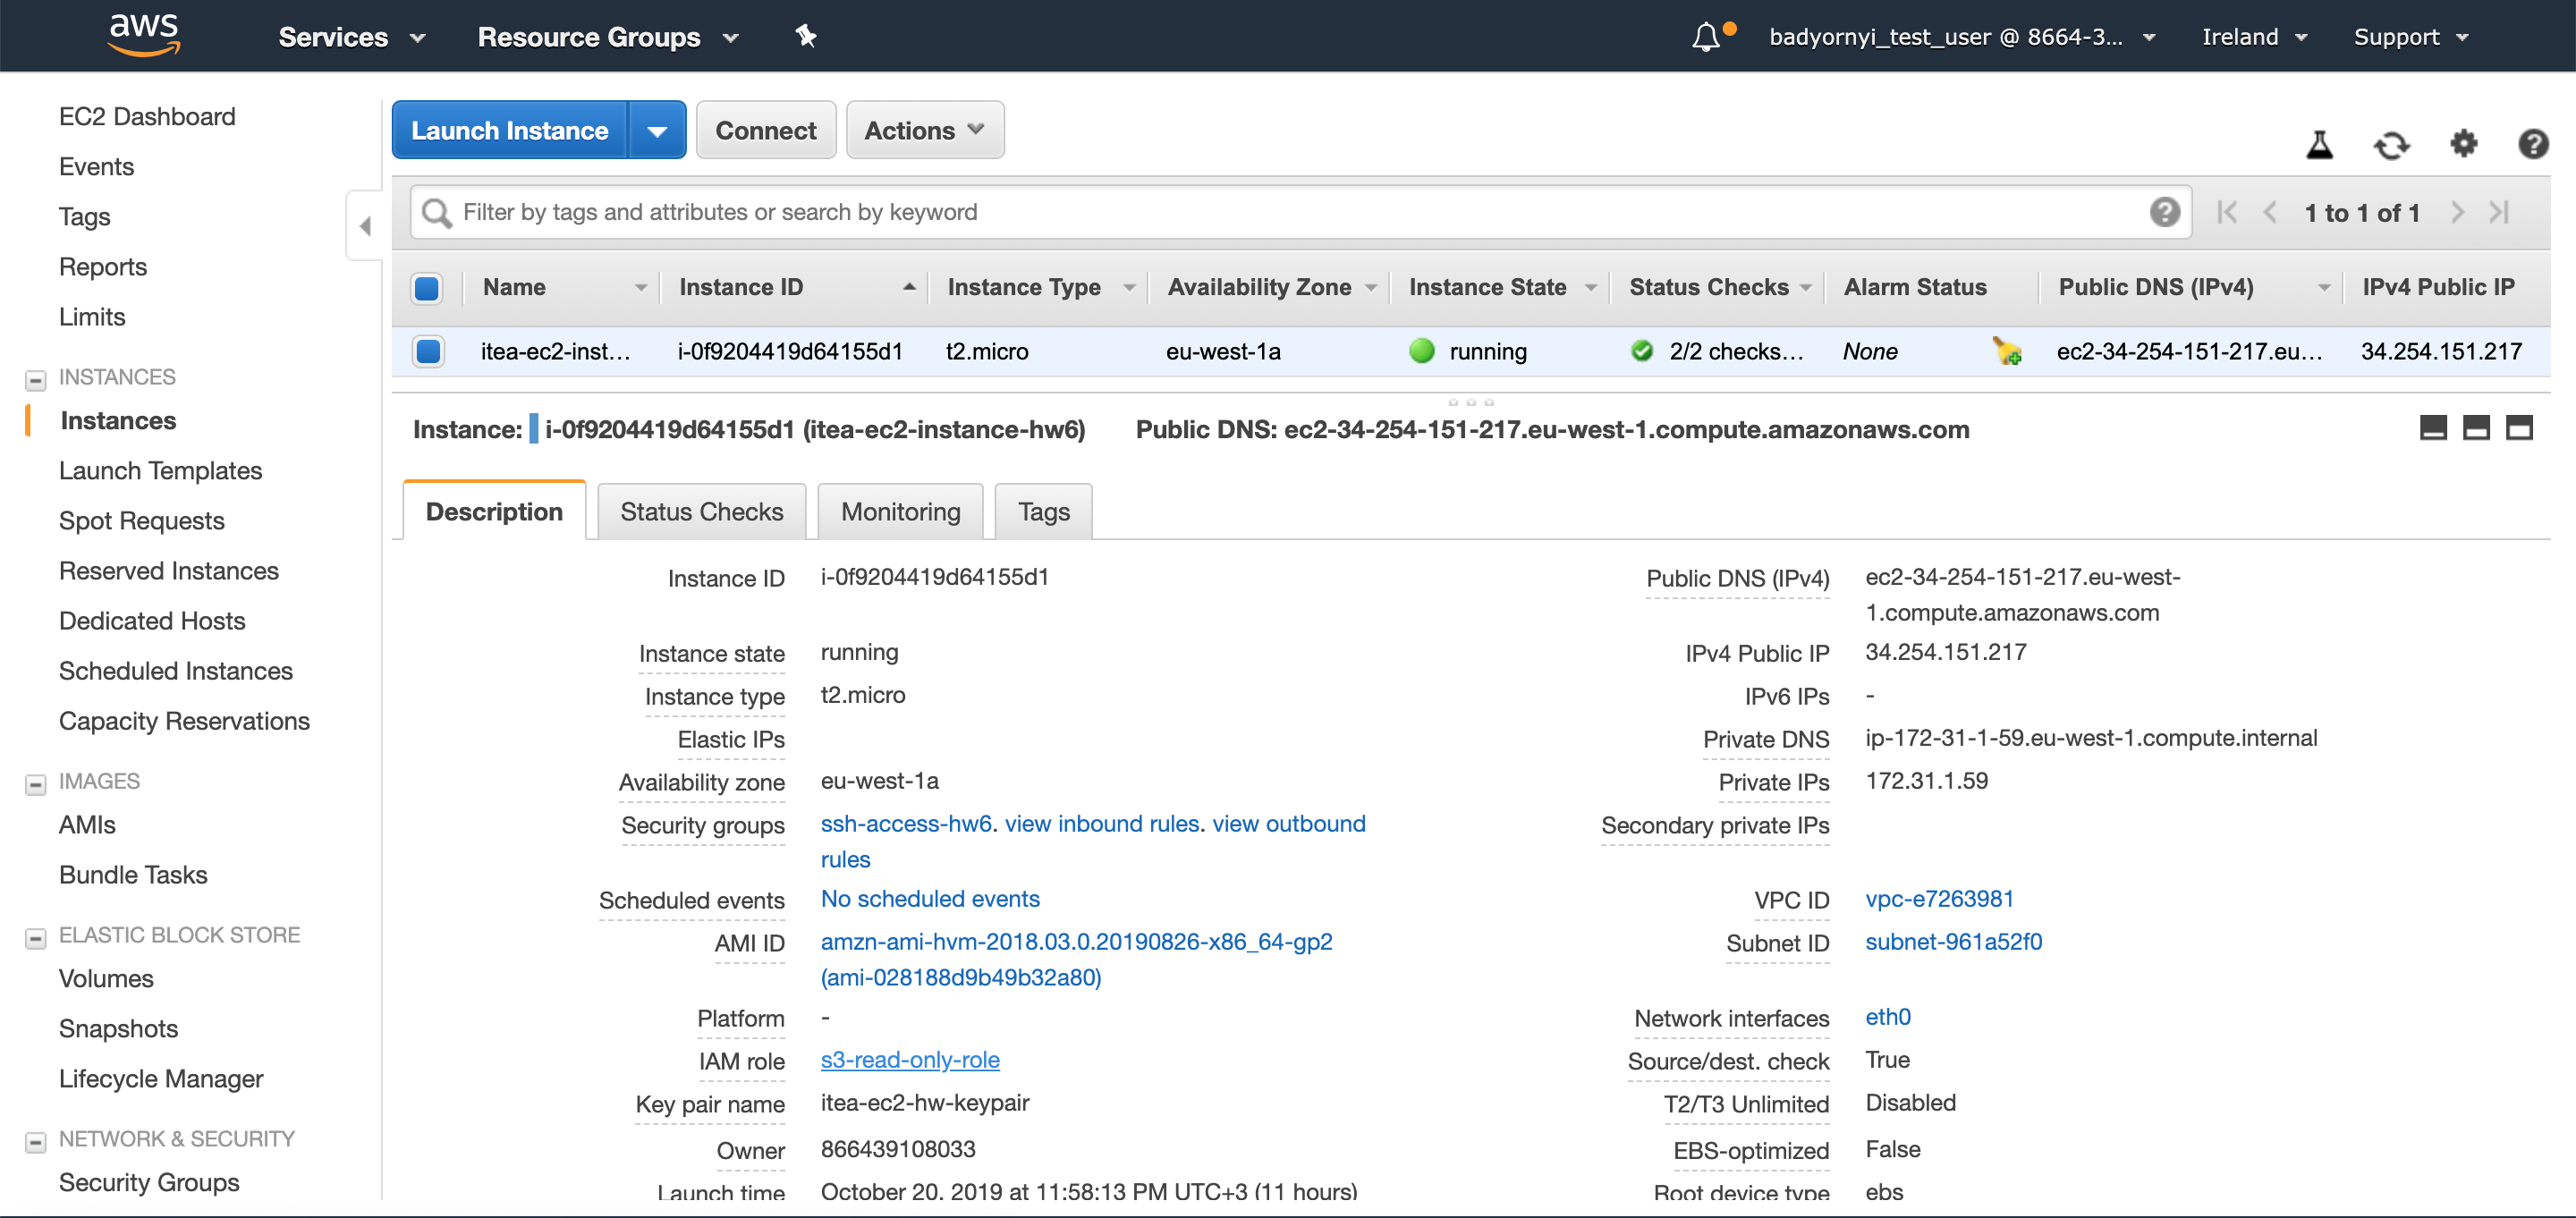 aws
Services
Resource Groups
badyornyi_test_user @ 8664-3...
Ireland
Support
EC2 Dashboard
Events
Tags
Reports
Limits
INSTANCES
Instances
Launch Templates
Spot Requests
Reserved Instances
Dedicated Hosts
Scheduled Instances
Capacity Reservations
IMAGES
AMIs
Bundle Tasks
ELASTIC BLOCK STORE
Volumes
Snapshots
Lifecycle Manager
NETWORK & SECURITY
Security Groups
Launch Instance
Connect
Actions
Filter by tags and attributes or search by keyword
1 to 1 of 1
Name
Instance ID
Instance Type
Availability Zone
Instance State
Status Checks
Alarm Status
Public DNS (IPv4)
IPv4 Public IP
itea-ec2-inst...
i-0f9204419d64155d1
t2.micro
eu-west-1a
running
2/2 checks...
None
ec2-34-254-151-217.eu...
34.254.151.217
Instance: i-0f9204419d64155d1 (itea-ec2-instance-hw6)
Public DNS: ec2-34-254-151-217.eu-west-1.compute.amazonaws.com
Description
Status Checks
Monitoring
Tags
Instance ID
i-0f9204419d64155d1
Instance state
running
Instance type
t2.micro
Elastic IPs
Availability zone
eu-west-1a
Security groups
ssh-access-hw6. view inbound rules. view outbound
rules
Scheduled events
No scheduled events
AMI ID
amzn-ami-hvm-2018.03.0.20190826-x86_64-gp2
(ami-028188d9b49b32a80)
Platform
-
IAM role
s3-read-only-role
Key pair name
itea-ec2-hw-keypair
Owner
866439108033
Launch time
October 20, 2019 at 11:58:13 PM UTC+3 (11 hours)
Public DNS (IPv4)
ec2-34-254-151-217.eu-west-
1.compute.amazonaws.com
IPv4 Public IP
34.254.151.217
IPv6 IPs
-
Private DNS
ip-172-31-1-59.eu-west-1.compute.internal
Private IPs
172.31.1.59
Secondary private IPs
VPC ID
vpc-e7263981
Subnet ID
subnet-961a52f0
Network interfaces
eth0
Source/dest. check
True
T2/T3 Unlimited
Disabled
EBS-optimized
False
Root device type
ebs